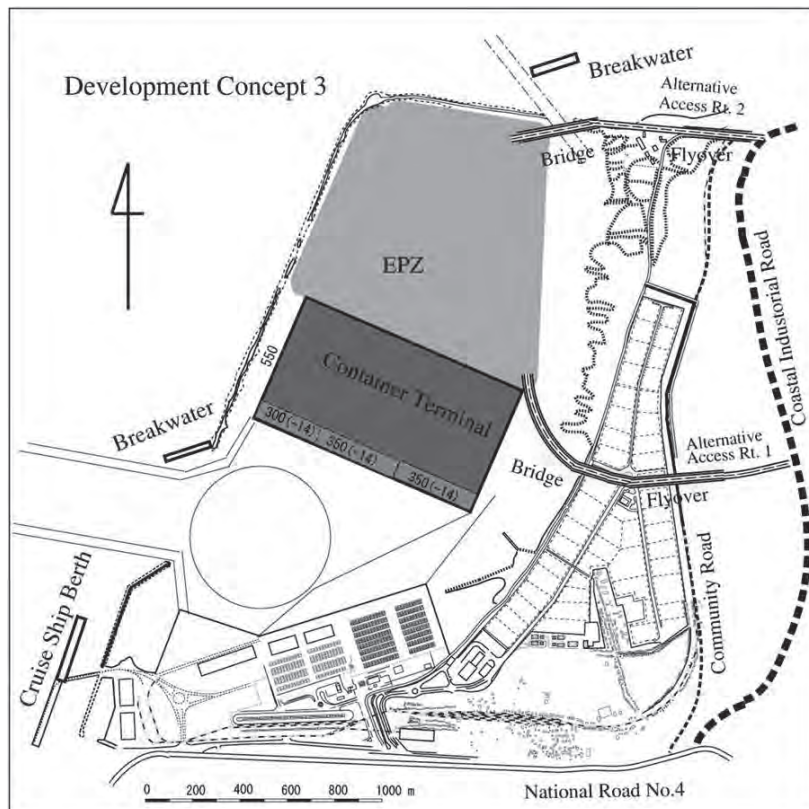 Development Concept 3
Breakwater
Alternative
Access Rt. 2
Bridge
Flyover
EPZ
Coastal Industorial Road
550
Container Terminal
Breakwater
300(-14)
350(-14)
350(-14)
Alternative
Access Rt. 1
Bridge
Flyover
Community Road
Cruise Ship Berth
0 200 400 600 800 1000 m
National Road No.4